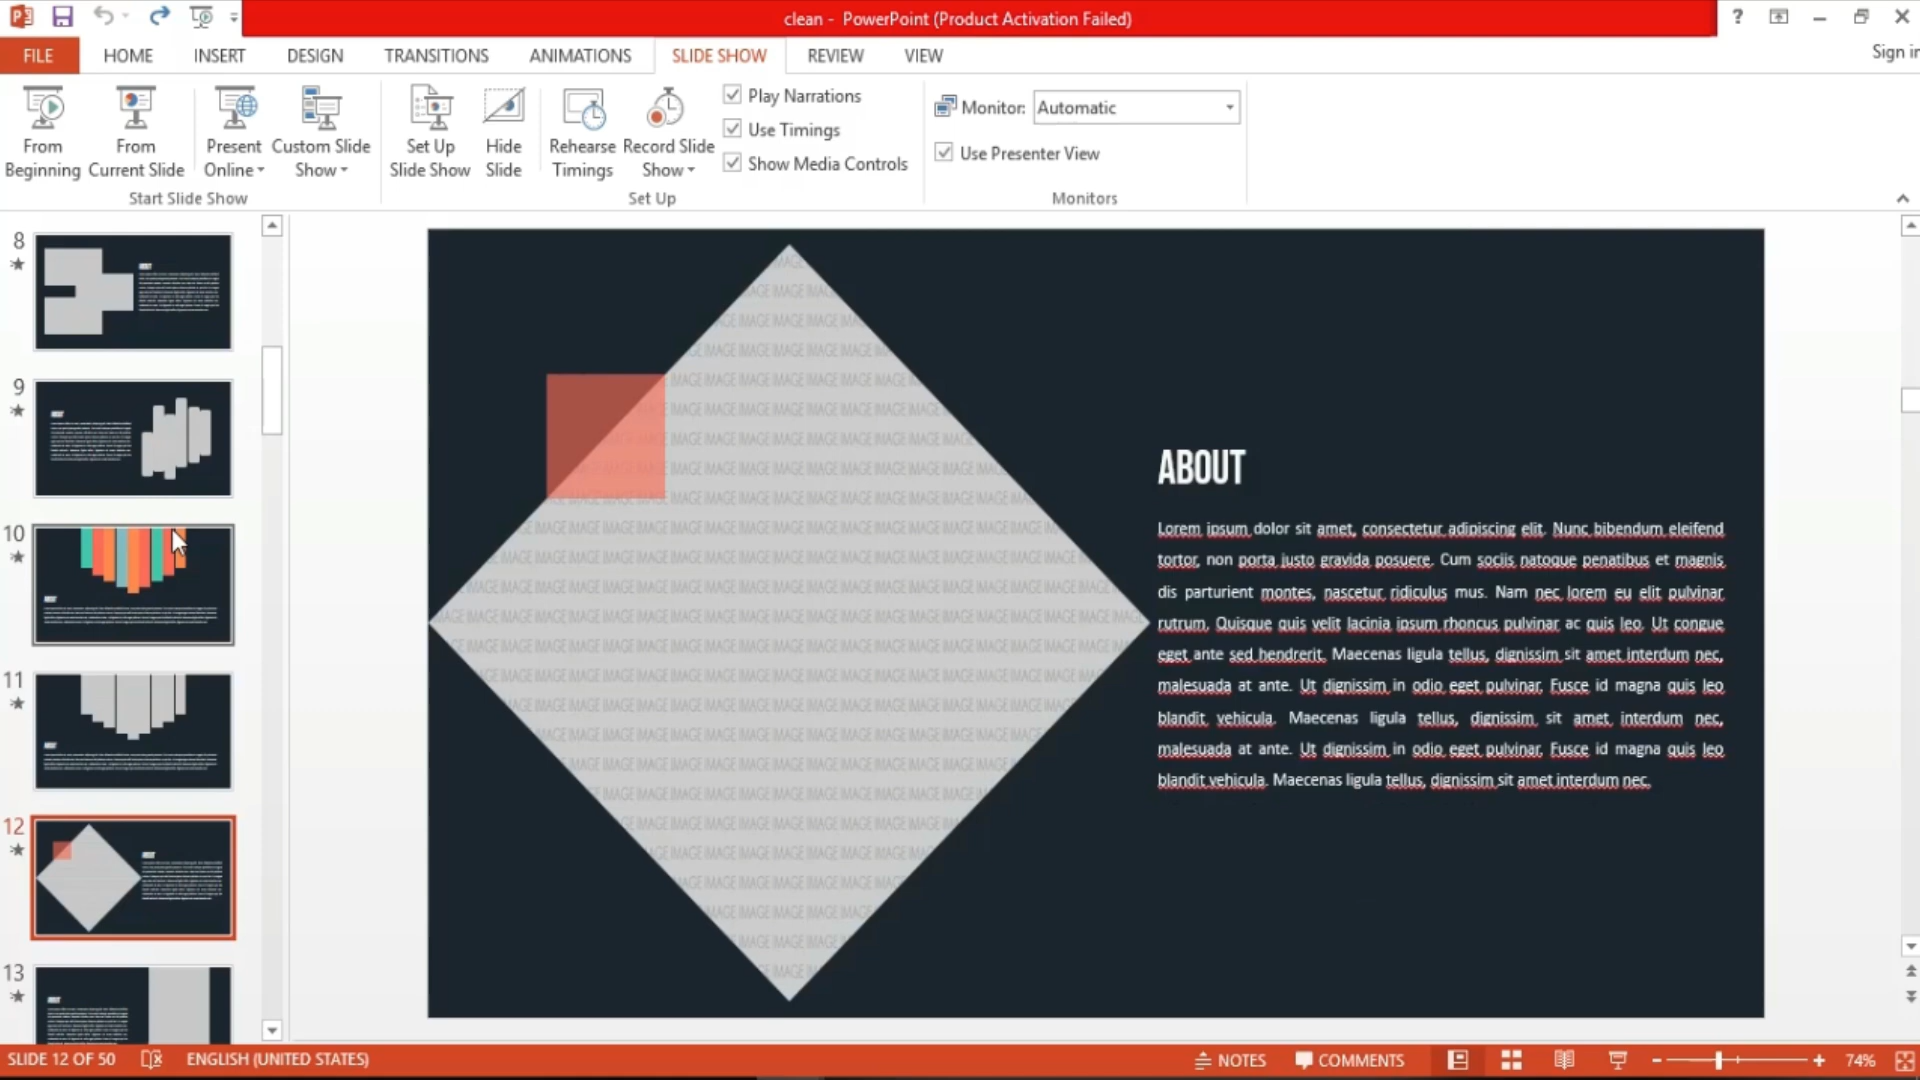 clean - PowerPoint (Product Activation Failed)
?
FILE HOME INSERT DESIGN TRANSITIONS ANIMATIONS SLIDE SHOW REVIEW VIEW
Sign in
From Beginning
From Current Slide
Present Online
Custom Slide Show
Start Slide Show
Set Up Slide Show
Hide Slide
Rehearse Timings
Record Slide Show
Play Narrations
Use Timings
Show Media Controls
Set Up
Monitor: Automatic
Use Presenter View
Monitors
8
9
10
11
12
13
IMAGE IMAGE IMAGE IMAGE IMAGE IMAGE
ABOUT
Lorem ipsum dolor sit amet, consectetur adipiscing elit. Nunc bibendum eleifend
tortor, non porta justo gravida posuere. Cum sociis natoque penatibus et magnis
dis parturient montes, nascetur ridiculus mus. Nam nec lorem eu elit pulvinar
rutrum. Quisque quis velit lacinia ipsum rhoncus pulvinar ac quis leo. Ut congue
eget ante sed hendrerit. Maecenas ligula tellus, dignissim sit amet interdum nec,
malesuada at ante. Ut dignissim in odio eget pulvinar. Fusce id magna quis leo
blandit vehicula. Maecenas ligula tellus, dignissim sit amet interdum nec,
malesuada at ante. Ut dignissim in odio eget pulvinar. Fusce id magna quis leo
blandit vehicula. Maecenas ligula tellus, dignissim sit amet interdum nec.
SLIDE 12 OF 50 ENGLISH (UNITED STATES) NOTES COMMENTS 74%